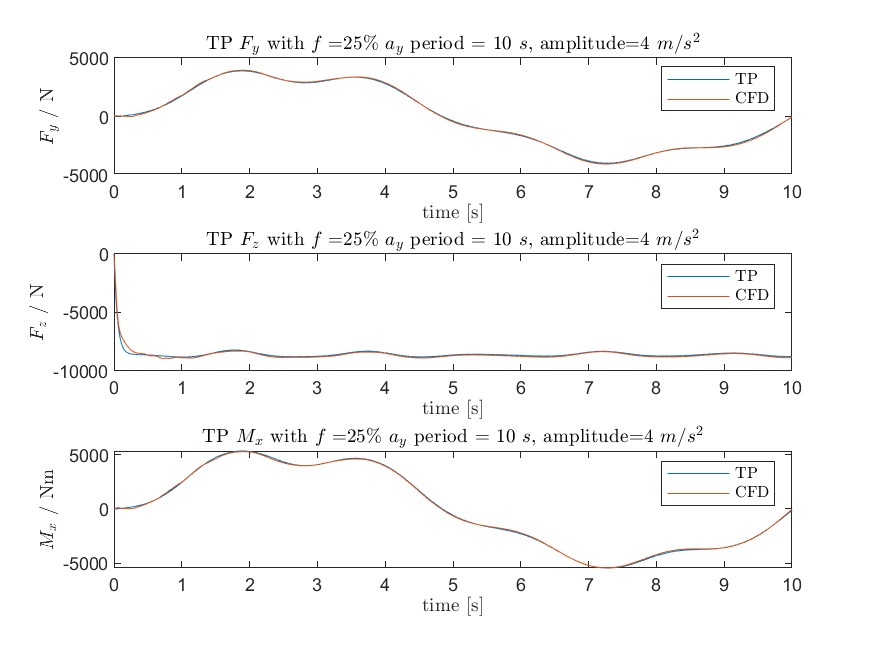 TP F_y with f =25% a_y period = 10 s, amplitude=4 m/s²
5000
0
-5000
F_y / N
TP
CFD
0 1 2 3 4 5 6 7 8 9 10
time [s]
TP F_z with f =25% a_y period = 10 s, amplitude=4 m/s²
0
-5000
-10000
F_z / N
TP
CFD
0 1 2 3 4 5 6 7 8 9 10
time [s]
TP M_x with f =25% a_y period = 10 s, amplitude=4 m/s²
5000
0
-5000
M_x / Nm
TP
CFD
0 1 2 3 4 5 6 7 8 9 10
time [s]